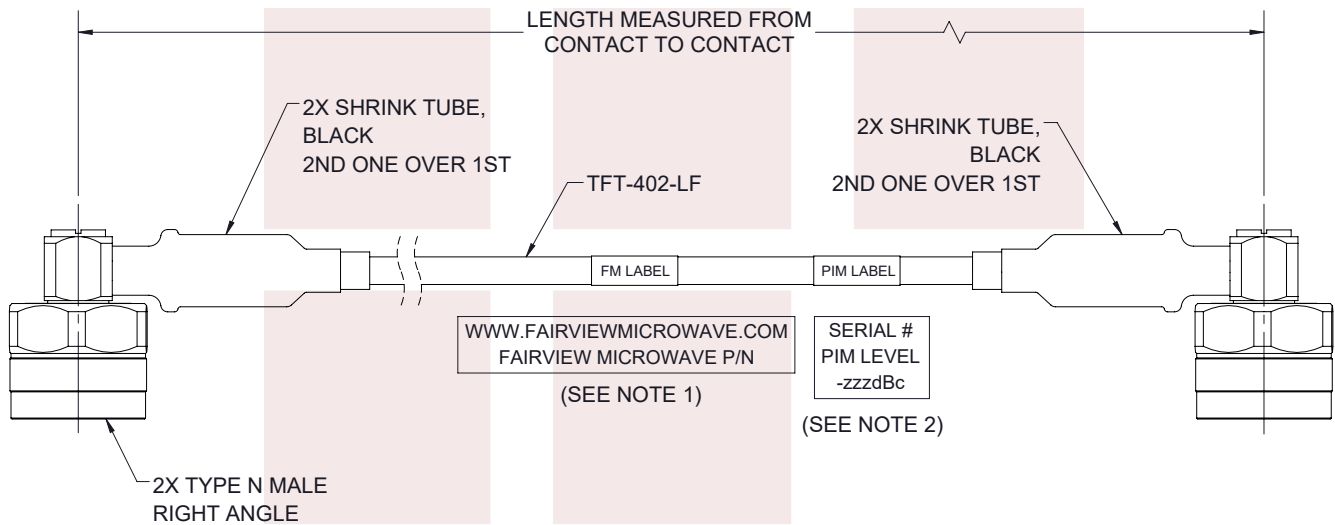 LENGTH MEASURED FROM
CONTACT TO CONTACT
2X SHRINK TUBE,
BLACK
2ND ONE OVER 1ST
2X SHRINK TUBE,
BLACK
2ND ONE OVER 1ST
TFT-402-LF
FM LABEL
PIM LABEL
WWW.FAIRVIEWMICROWAVE.COM
FAIRVIEW MICROWAVE P/N
(SEE NOTE 1)
SERIAL #
PIM LEVEL
-zzzdBc
(SEE NOTE 2)
2X TYPE N MALE
RIGHT ANGLE